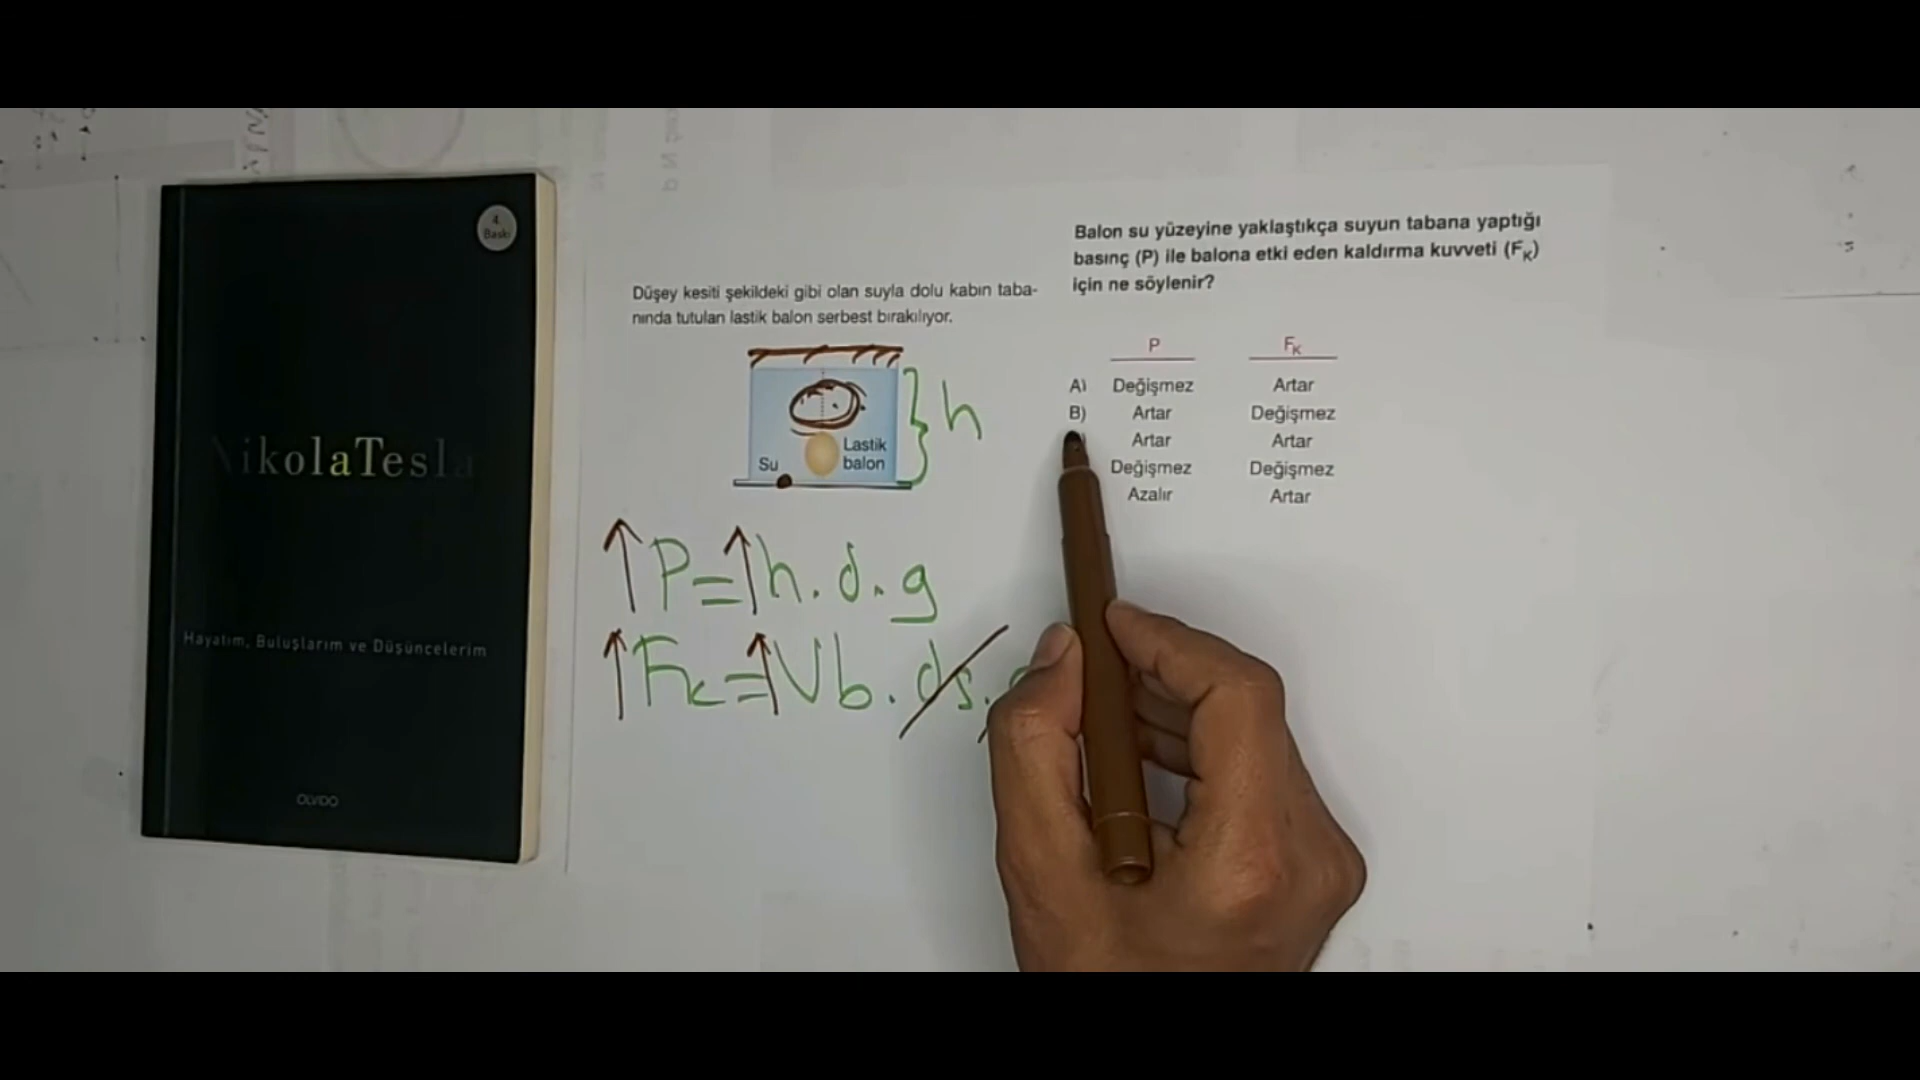 4.
Baskı
NikolaTesla
Hayatım, Buluşlarım ve Düşüncelerim
OLVIDO
Düşey kesiti şekildeki gibi olan suyla dolu kabın taba-
nında tutulan lastik balon serbest bırakılıyor.
h
Lastik
Su balon
P = h . d . g
Fk = Vb . ds .
Balon su yüzeyine yaklaştıkça suyun tabana yaptığı
basınç (P) ile balona etki eden kaldırma kuvveti (FK)
için ne söylenir?
P FK
A) Değişmez Artar
B) Artar Değişmez
Artar Artar
Değişmez Değişmez
Azalır Artar